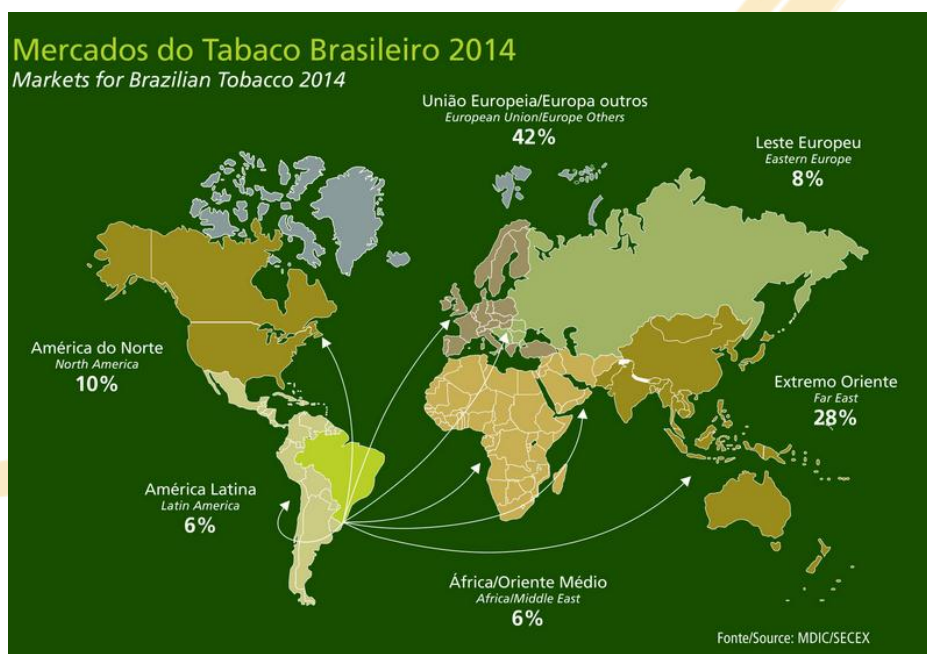 Mercados do Tabaco Brasileiro 2014
Markets for Brazilian Tobacco 2014
União Europeia/Europa outros
European Union/Europe Others
42%
Leste Europeu
Eastern Europe
8%
América do Norte
North America
10%
Extremo Oriente
Far East
28%
América Latina
Latin America
6%
África/Oriente Médio
Africa/Middle East
6%
Fonte/Source: MDIC/SECEX